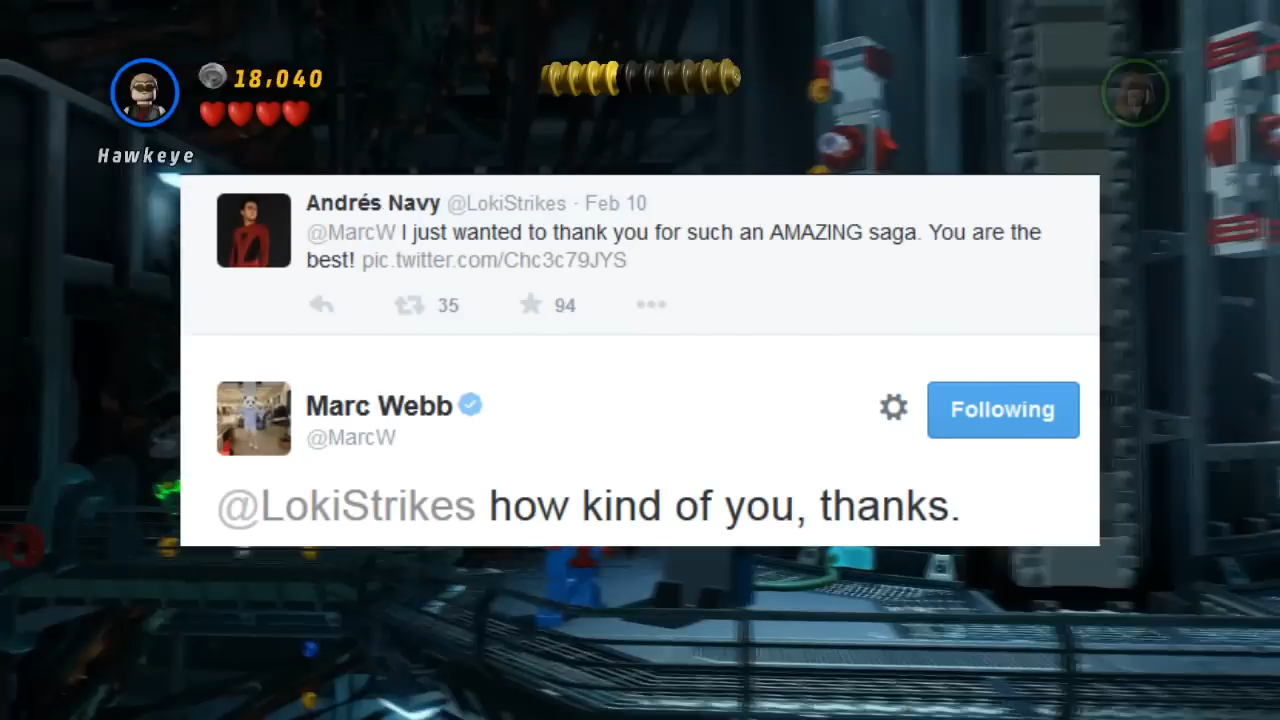 18,040
Hawkeye
Andrés Navy @LokiStrikes · Feb 10
@MarcW I just wanted to thank you for such an AMAZING saga. You are the
best! pic.twitter.com/Chc3c79JYS
35 94
Marc Webb
@MarcW
Following
@LokiStrikes how kind of you, thanks.